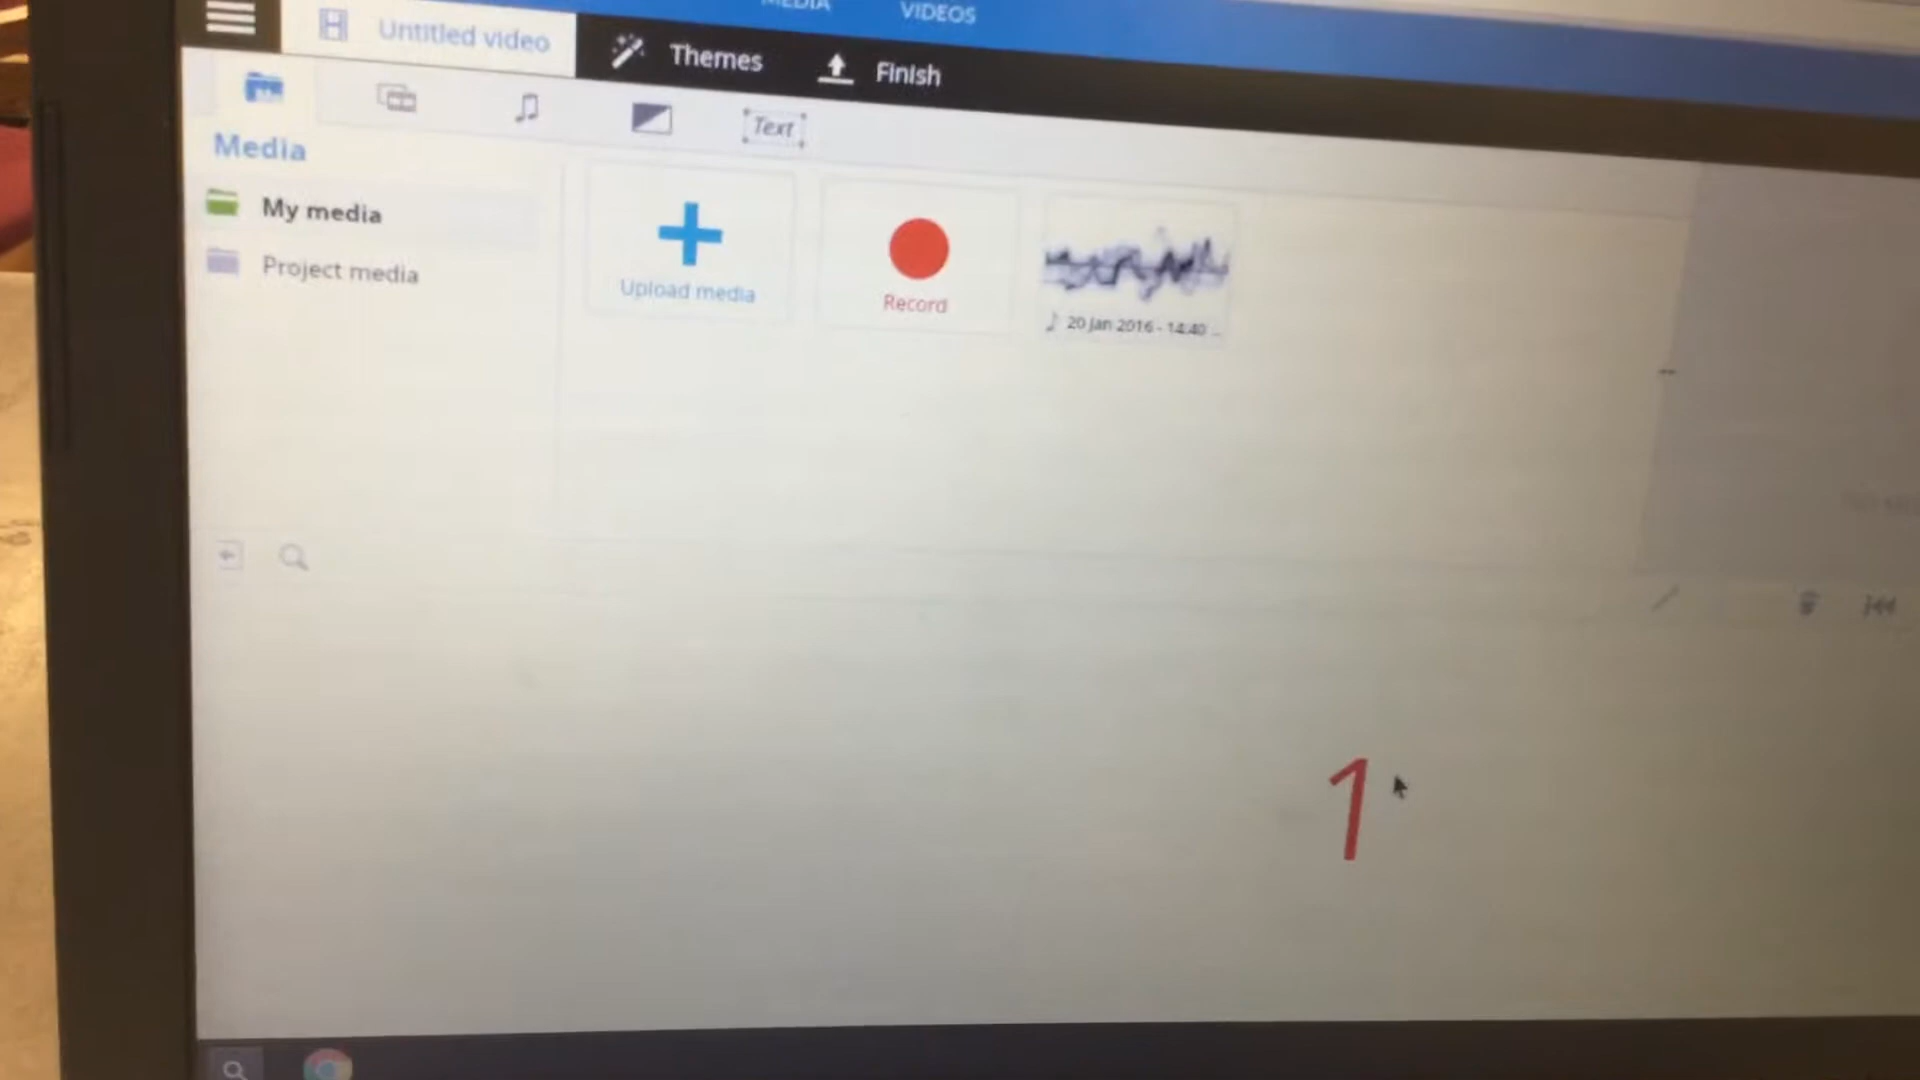 MEDIA VIDEOS
Untitled video Themes Finish
Text
Media
My media
Project media
Upload media
Record
20 Jan 2016 - 14:40 ...
1